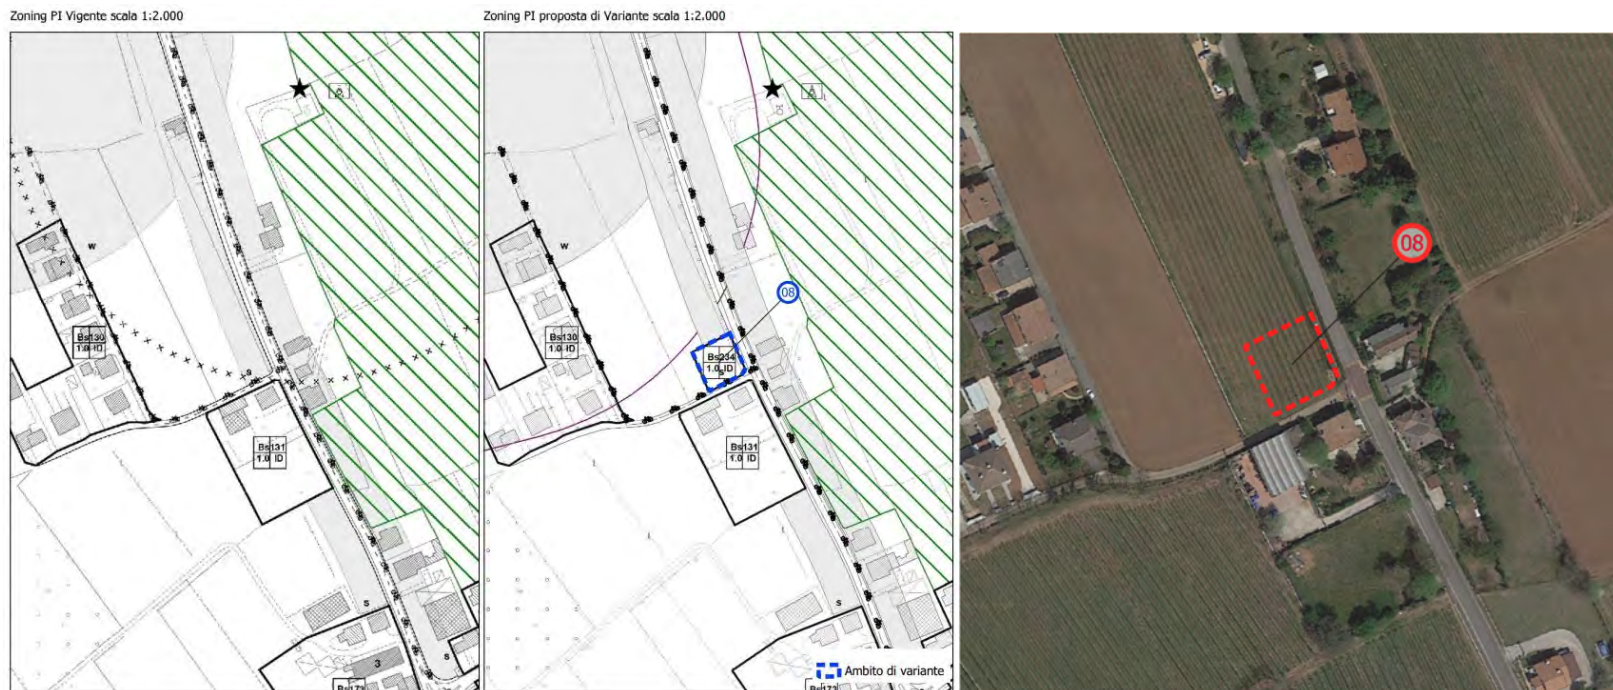 Zoning PI Vigente scala 1:2.000
W
Bs130
1.0 ID
S
Bs131
1.0 ID
S
3
S
Bs173
Zoning PI proposta di Variante scala 1:2.000
W
08
Bs130
1.0 ID
Bs234
1.0 ID
S
Bs131
1.0 ID
S
Ambito di variante
Bs173
08